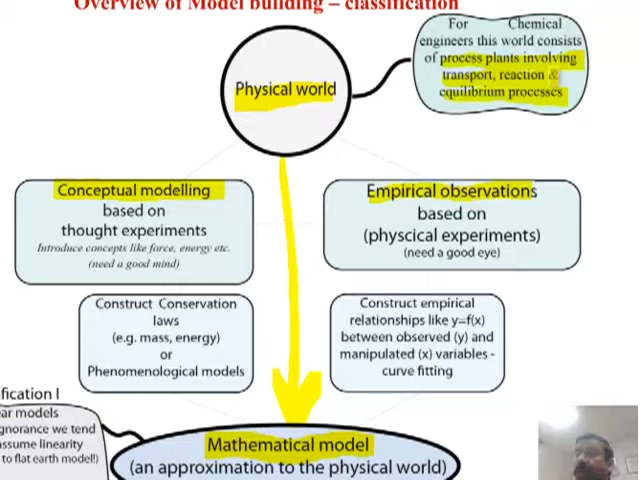 Overview of Model building – classification
For Chemical
engineers this world consists
of process plants involving
transport, reaction &
equilibrium processes
Physical world
Conceptual modelling
based on
thought experiments
Introduce concepts like force, energy etc.
(need a good mind)
Empirical observations
based on
(physcical experiments)
(need a good eye)
Construct Conservation
laws
(e.g. mass, energy)
or
Phenomenological models
Construct empirical
relationships like y=f(x)
between observed (y) and
manipulated (x) variables -
curve fitting
ification I
ear models
gnorance we tend
assume linearity
to flat earth model!)
Mathematical model
(an approximation to the physical world)